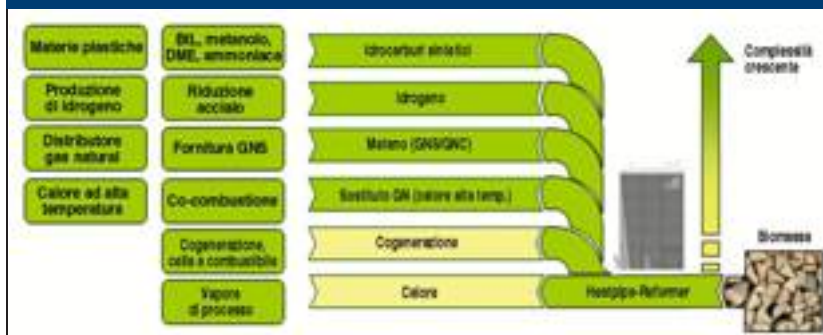 Materie plastiche
BtL, metanolo,
DME, ammoniaca
Idrocarburi sintetici
Complessità
crescente
Produzione
di idrogeno
Riduzione
acciaio
Idrogeno
Distributore
gas natural
Fornitura GNS
Metano (GNS/GNC)
Calore ad alta
temperatura
Co-combustione
Sostituto GN (calore alta temp.)
Cogenerazione,
cella a combustibile
Cogenerazione
Biomassa
Vapore
di processo
Calore
Heatpipe-Reformer